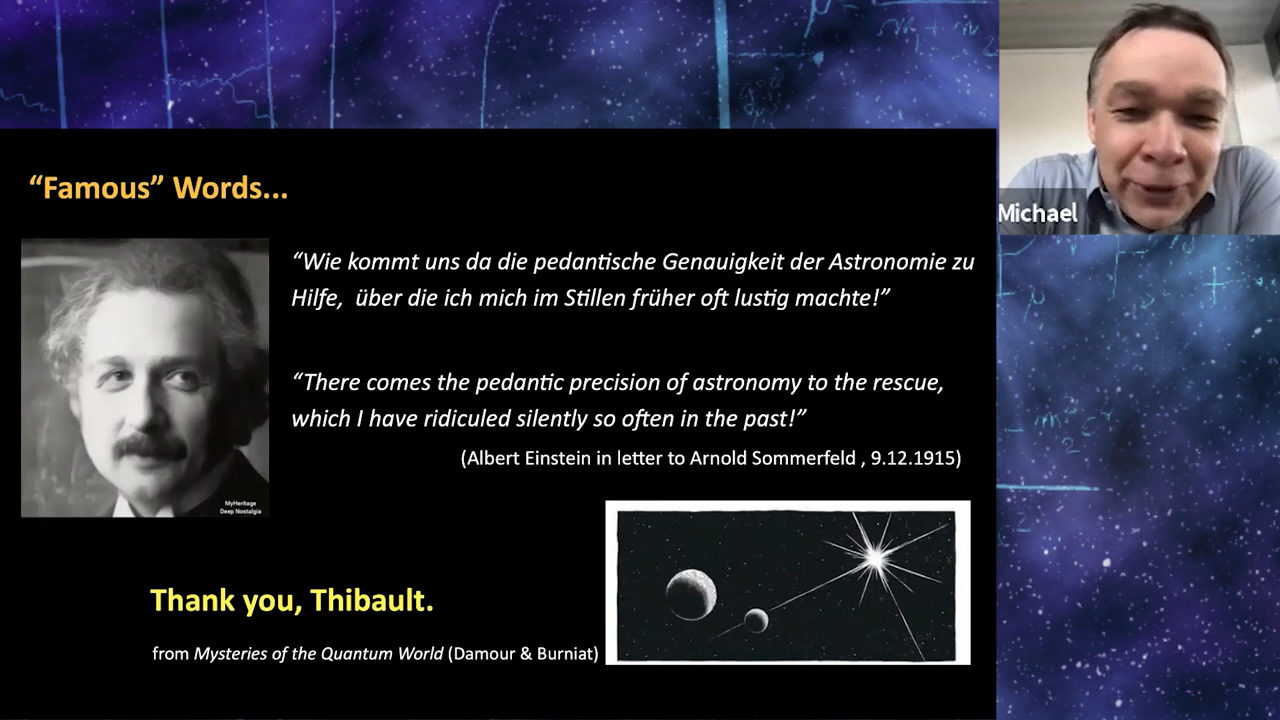 Michael
“Famous” Words...
“Wie kommt uns da die pedantische Genauigkeit der Astronomie zu
Hilfe, über die ich mich im Stillen früher oft lustig machte!”
“There comes the pedantic precision of astronomy to the rescue,
which I have ridiculed silently so often in the past!”
(Albert Einstein in letter to Arnold Sommerfeld , 9.12.1915)
MyHeritage
Deep Nostalgia
Thank you, Thibault.
from Mysteries of the Quantum World (Damour & Burniat)